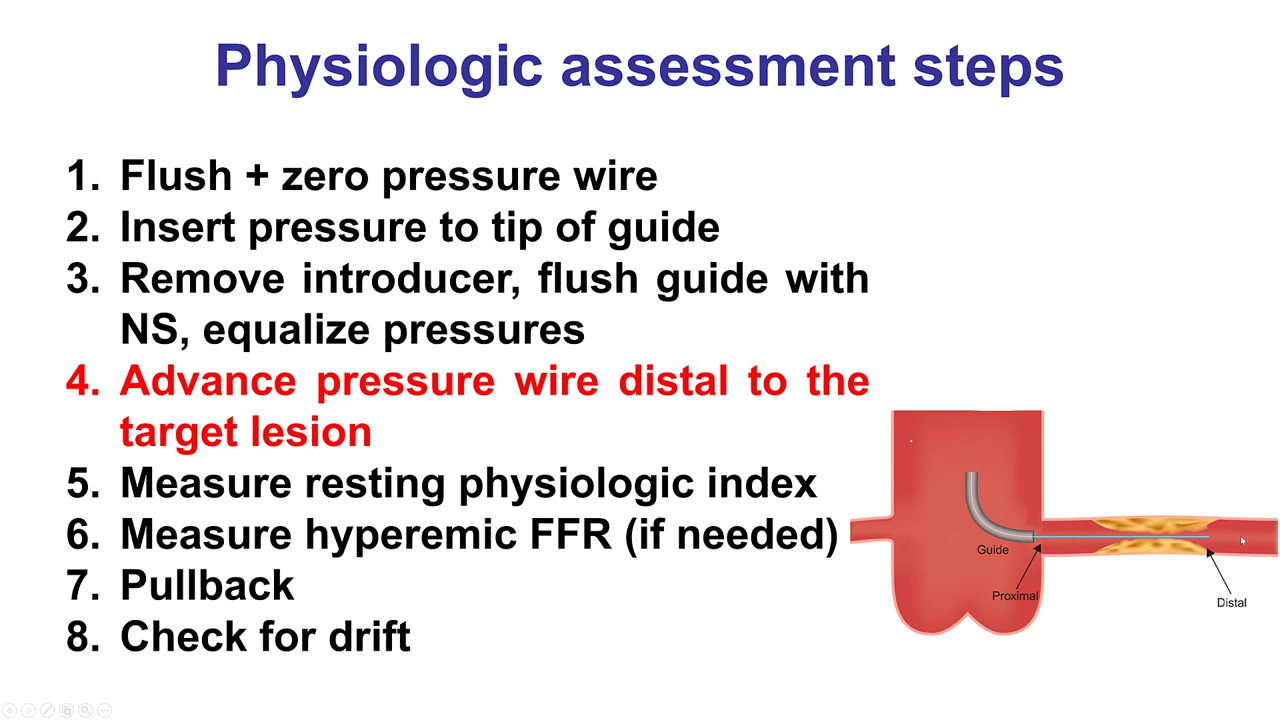 Physiologic assessment steps
1. Flush + zero pressure wire
2. Insert pressure to tip of guide
3. Remove introducer, flush guide with
NS, equalize pressures
4. Advance pressure wire distal to the
target lesion
5. Measure resting physiologic index
6. Measure hyperemic FFR (if needed)
7. Pullback
8. Check for drift
Guide
Proximal
Distal